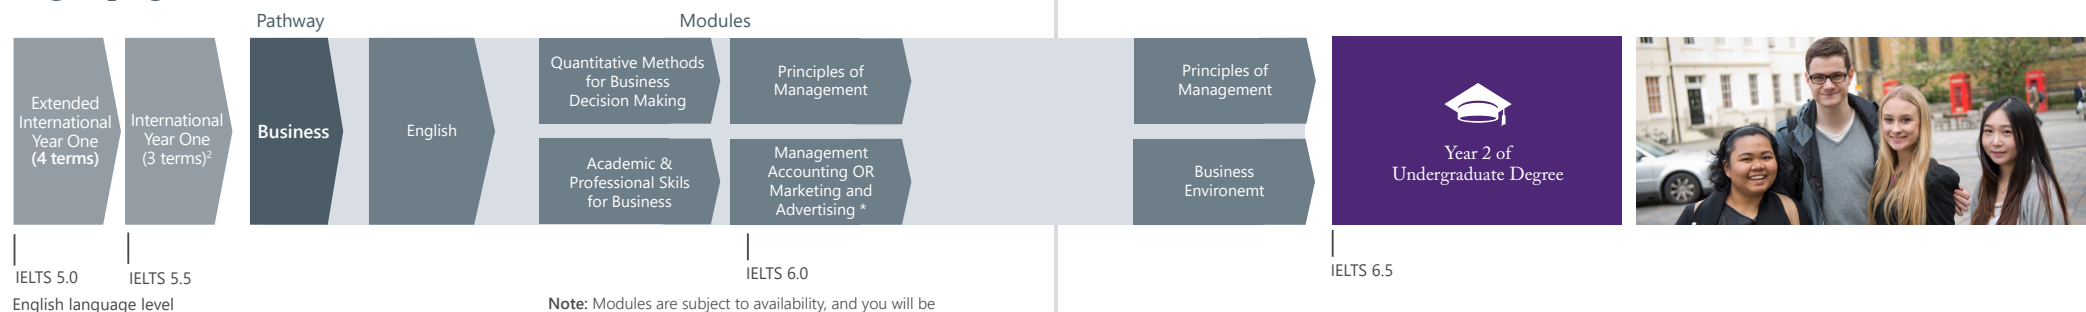 Pathway
Modules
Extended
International
Year One
(4 terms)
International
Year One
(3 terms)2
Business
English
Quantitative Methods
for Business
Decision Making
Academic &
Professional Skils
for Business
Principles of
Management
Management
Accounting OR
Marketing and
Advertising *
Principles of
Management
Business
Environemt
Year 2 of
Undergraduate Degree
IELTS 5.0
IELTS 5.5
IELTS 6.0
IELTS 6.5
English language level
Note: Modules are subject to availability, and you will be